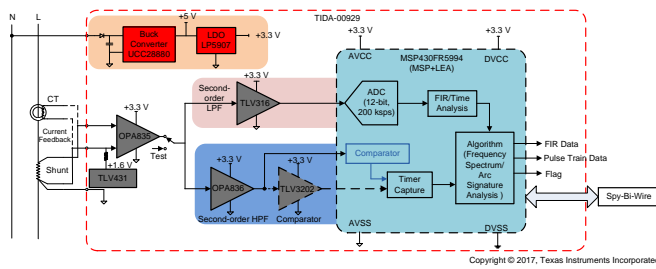 TIDA-00929
N
L
+5 V
Buck
Converter
UCC28880
LDO
LP5907
+3.3 V
+3.3 V
+3.3 V
AVCC
MSP430FR5994
(MSP+LEA)
DVCC
CT
Current
Feedback
Shunt
+3.3 V
OPA835
Test
+1.6 V
TLV431
Second-
order
LPF
+3.3 V
TLV316
ADC
(12-bit,
200 ksps)
FIR/Time
Analysis
+3.3 V
OPA836
Second-order HPF
+3.3 V
TLV3202
Comparator
Comparator
Timer
Capture
Algorithm
(Frequency
Spectrum/
Arc
Signature
Analysis )
FIR Data
Pulse Train Data
Flag
Spy-Bi-Wire
AVSS
DVSS
Copyright © 2017, Texas Instruments Incorporated